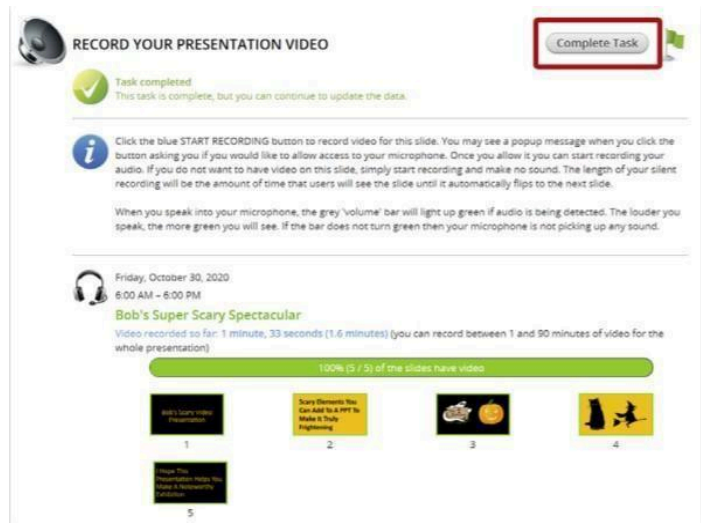 RECORD YOUR PRESENTATION VIDEO
Complete Task
Task completed
This task is complete, but you can continue to update the data.
Click the blue START RECORDING button to record video for this slide. You may see a popup message when you click the
button asking you if you would like to allow access to your microphone. Once you allow it you can start recording your
audio. If you do not want to have video on this slide, simply start recording and make no sound. The length of your silent
recording will be the amount of time that users will see the slide until it automatically flips to the next slide.
When you speak into your microphone, the grey 'volume' bar will light up green if audio is being detected. The louder you
speak, the more green you will see. If the bar does not turn green then your microphone is not picking up any sound.
Friday, October 30, 2020
6:00 AM – 6:00 PM
Bob's Super Scary Spectacular
Video recorded so far: 1 minute, 33 seconds (1.6 minutes) (you can record between 1 and 90 minutes of video for the
whole presentation)
100% (5 / 5) of the slides have video
Bob's Scary Video
Presentation
1
Scary Elements You
Can Add To A PPT To
Make It Truly
Frightening
2
3
4
I Hope This
Presentation Helps You
Make A Noteworthy
Exhibition
5